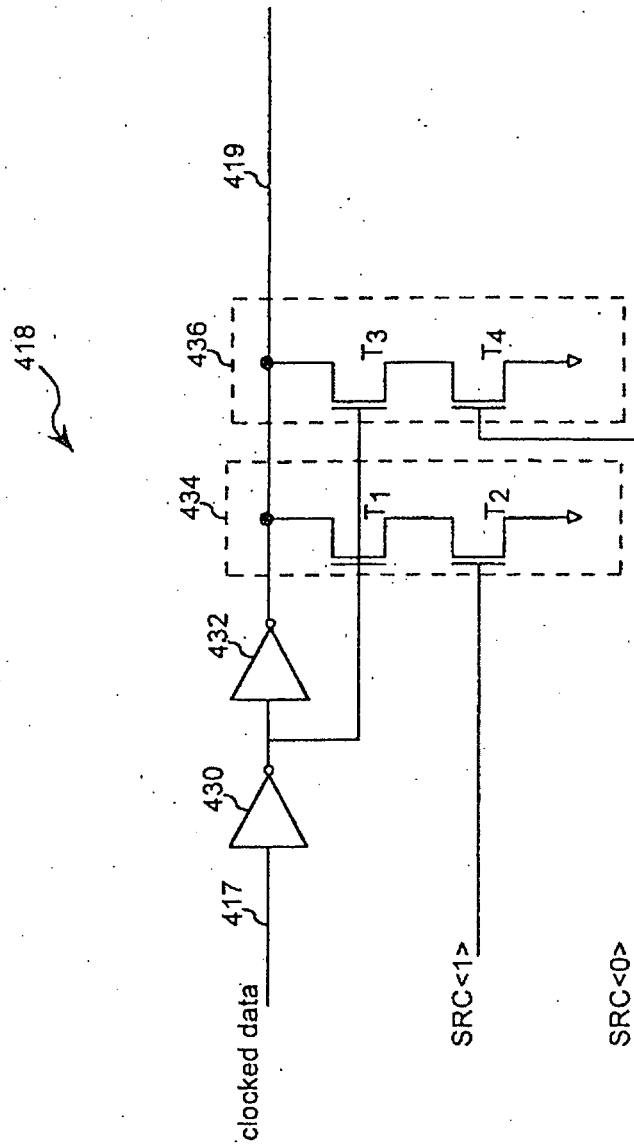 418
419
436
434
432
430
417
T3
T4
T1
T2
clocked data
SRC<1>
SRC<0>